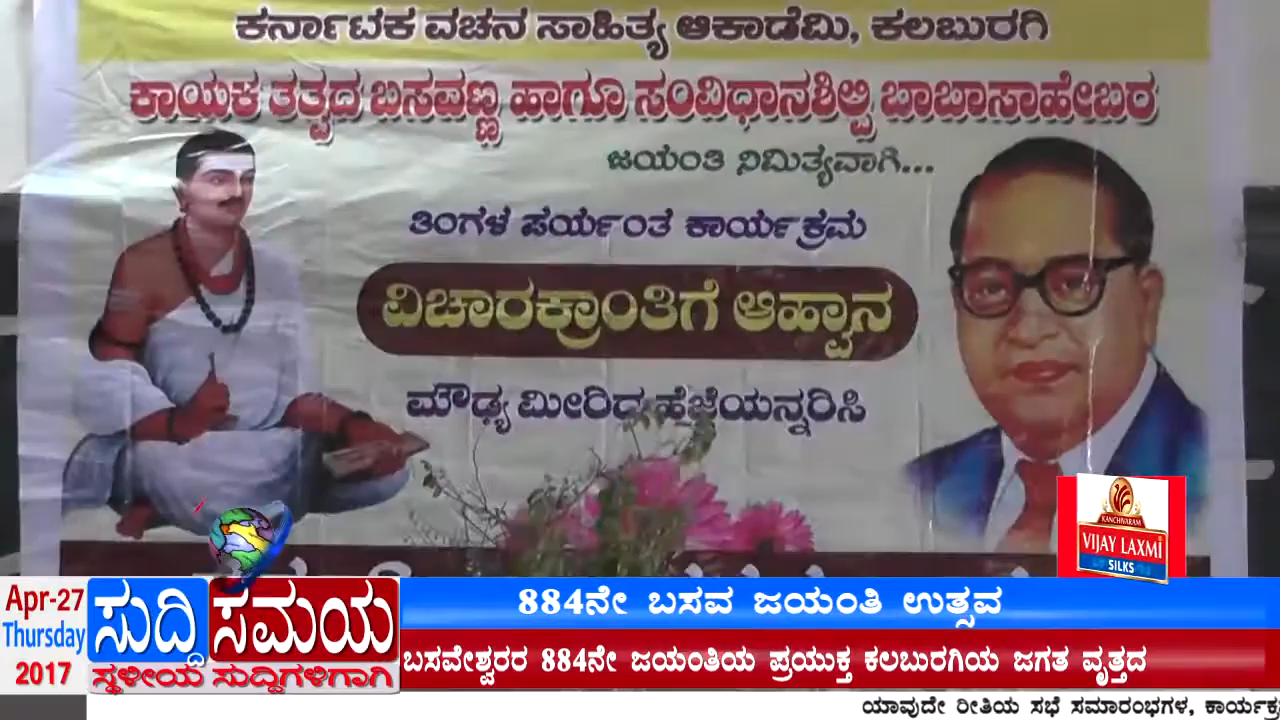 ಕರ್ನಾಟಕ ವಚನ ಸಾಹಿತ್ಯ ಆಕಾಡೆಮಿ, ಕಲಬುರಗಿ
ಕಾಯಕ ತತ್ವದ ಬಸವಣ್ಣ ಹಾಗೂ ಸಂವಿಧಾನಶಿಲ್ಪಿ ಬಾಬಾಸಾಹೇಬರ
ಜಯಂತಿ ನಿಮಿತ್ಯವಾಗಿ...
ತಿಂಗಳ ಪರ್ಯಂತ ಕಾರ್ಯಕ್ರಮ
ವಿಚಾರಕ್ರಾಂತಿಗೆ ಆಹ್ವಾನ
ಮೌಢ್ಯ ಮೀರಿದ ಹೆಜ್ಜೆಯನ್ನರಿಸಿ
KANCHIVARAM
VIJAY LAXMI
SILKS
Apr-27
Thursday
2017
ಸುದ್ದಿ ಸಮಯ
ಸ್ಥಳೀಯ ಸುದ್ದಿಗಳಿಗಾಗಿ
884ನೇ ಬಸವ ಜಯಂತಿ ಉತ್ಸವ
ಬಸವೇಶ್ವರರ 884ನೇ ಜಯಂತಿಯ ಪ್ರಯುಕ್ತ ಕಲಬುರಗಿಯ ಜಗತ ವೃತ್ತದ
ಯಾವುದೇ ರೀತಿಯ ಸಭೆ ಸಮಾರಂಭಗಳ, ಕಾರ್ಯಕ್ರ